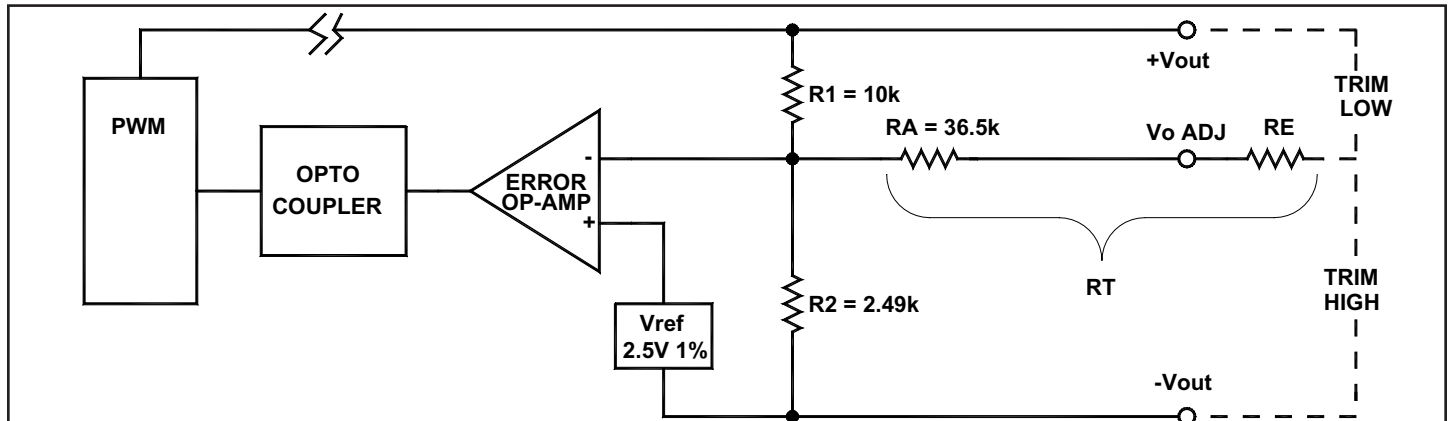 +Vout
PWM
R1 = 10k
TRIM
LOW
RA = 36.5k
Vo ADJ
RE
OPTO
COUPLER
-
ERROR
OP-AMP
+
RT
TRIM
HIGH
R2 = 2.49k
Vref
2.5V 1%
-Vout